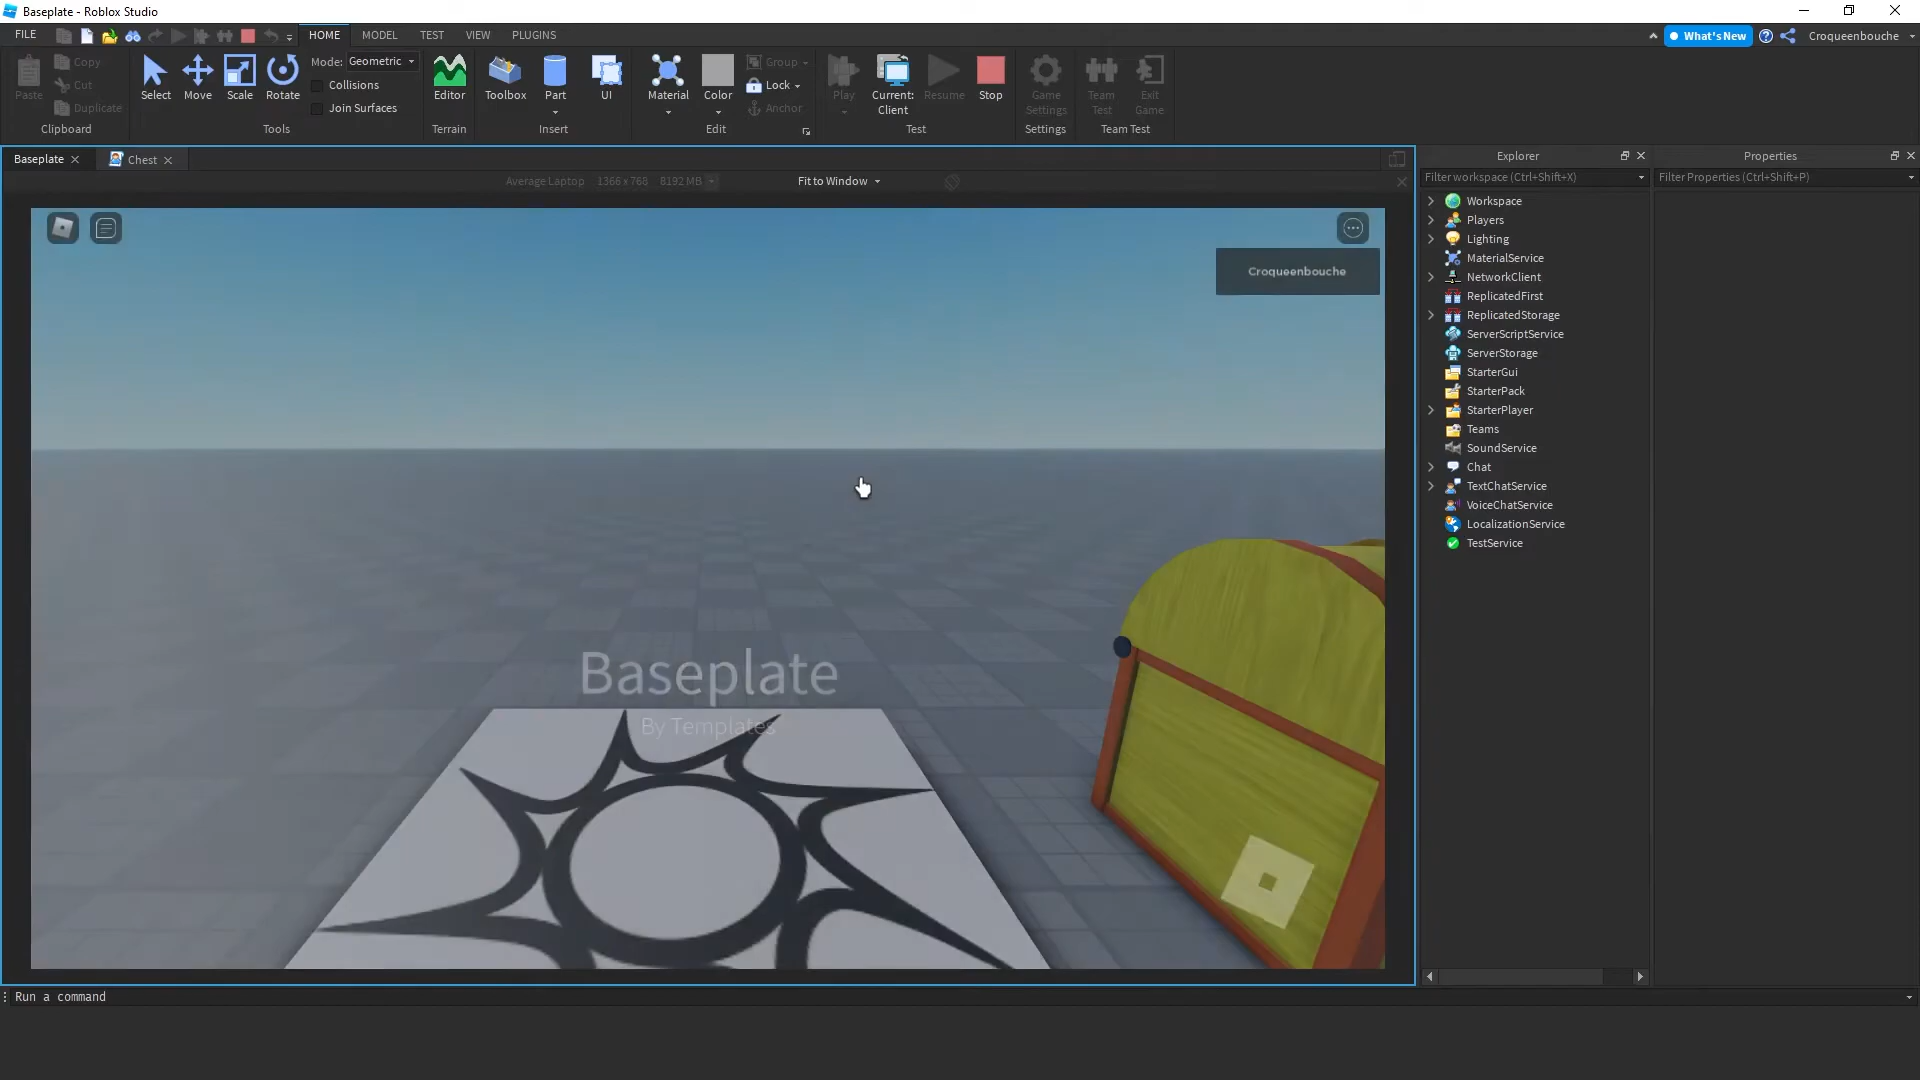 Baseplate - Roblox Studio
FILE
HOME
MODEL
TEST
VIEW
PLUGINS
What's New
Croqueenbouche
Paste
Copy
Cut
Duplicate
Clipboard
Select
Move
Scale
Rotate
Mode: Geometric
Collisions
Join Surfaces
Tools
Editor
Terrain
Toolbox
Part
UI
Insert
Material
Color
Group
Lock
Anchor
Edit
Play
Current:
Client
Resume
Stop
Test
Game
Settings
Settings
Team
Test
Exit
Game
Team Test
Baseplate
Chest
Average Laptop 1366 x 768 8192 MB
Fit to Window
Croqueenbouche
Baseplate
By Templates
Explorer
Filter workspace (Ctrl+Shift+X)
Workspace
Players
Lighting
MaterialService
NetworkClient
ReplicatedFirst
ReplicatedStorage
ServerScriptService
ServerStorage
StarterGui
StarterPack
StarterPlayer
Teams
SoundService
Chat
TextChatService
VoiceChatService
LocalizationService
TestService
Properties
Filter Properties (Ctrl+Shift+P)
Run a command